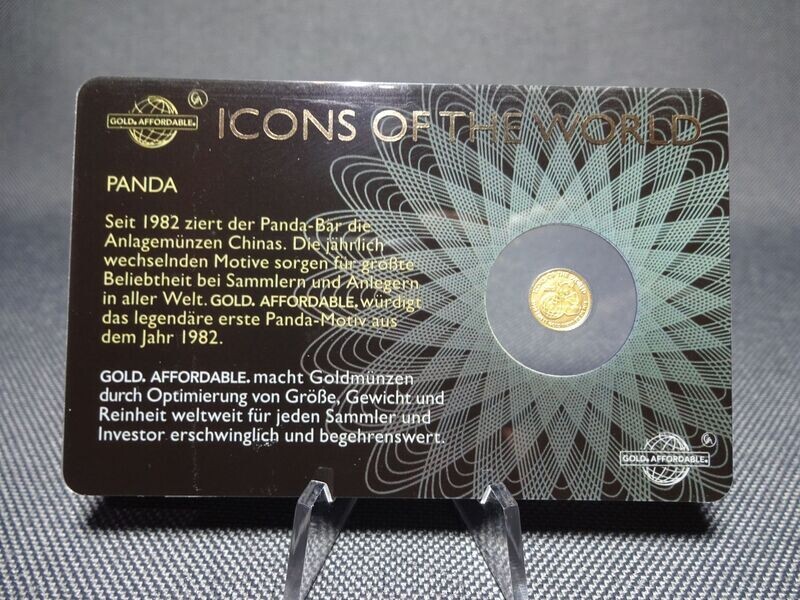 GOLD. AFFORDABLE.
GA
ICONS OF THE WORLD
PANDA
Seit 1982 ziert der Panda-Bär die
Anlagemünzen Chinas. Die jährlich
wechselnden Motive sorgen für größte
Beliebtheit bei Sammlern und Anlegern
in aller Welt. GOLD. AFFORDABLE. würdigt
das legendäre erste Panda-Motiv aus
dem Jahr 1982.
GOLD. AFFORDABLE. macht Goldmünzen
durch Optimierung von Größe, Gewicht und
Reinheit weltweit für jeden Sammler und
Investor erschwinglich und begehrenswert.
GOLD. AFFORDABLE.
GA